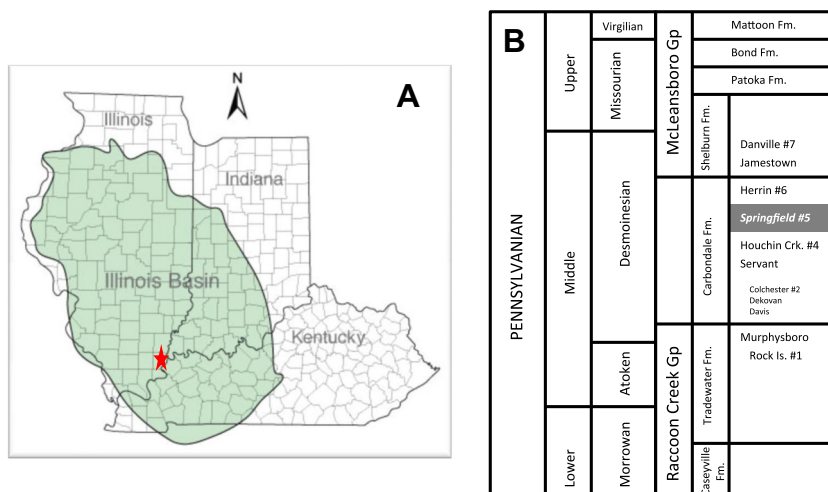 A
N
Illinois
Indiana
Illinois Basin
Kentucky
B
PENNSYLVANIAN
Upper
Middle
Lower
Virgilian
Missourian
Desmoinesian
Atoken
Morrowan
McLeansboro Gp
Raccoon Creek Gp
Mattoon Fm.
Bond Fm.
Patoka Fm.
Shelburn Fm.
Danville #7
Jamestown
Carbondale Fm.
Herrin #6
Springfield #5
Houchin Crk. #4
Servant
Colchester #2
Dekovan
Davis
Tradewater Fm.
Murphysboro
Rock Is. #1
Caseyville
Fm.